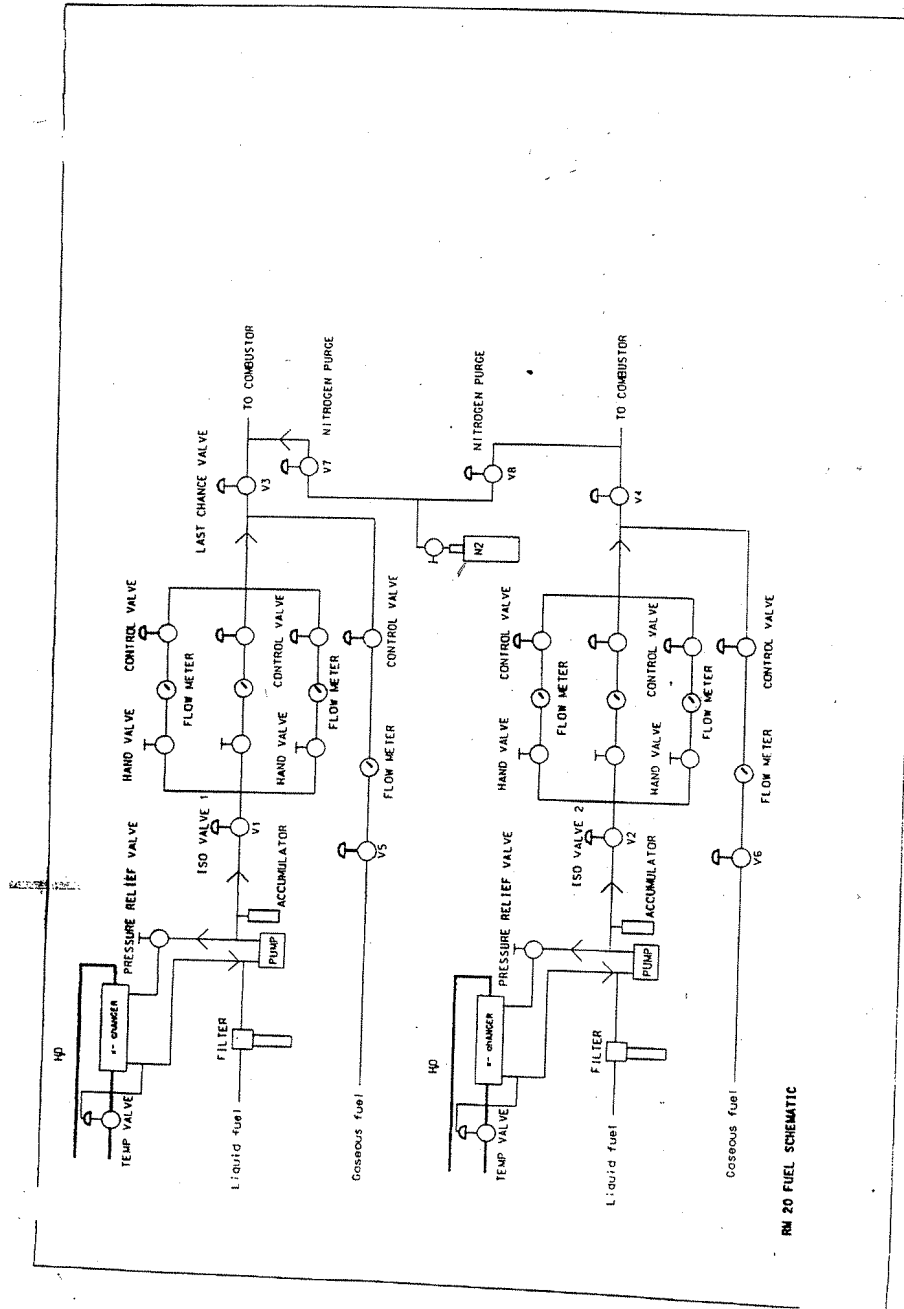 H2O
TEMP VALVE
x- CHANGER
PRESSURE RELIEF VALVE
FILTER
PUMP
ACCUMULATOR
Liquid fuel
Gaseous fuel
ISO VALVE 1
V1
V5
HAND VALVE
CONTROL VALVE
FLOW METER
CONTROL VALVE
HAND VALVE
FLOW METER
FLOW METER
CONTROL VALVE
LAST CHANCE VALVE
V3
TO COMBUSTOR
V7
NITROGEN PURGE
N2
NITROGEN PURGE
V8
H2O
TEMP VALVE
x- CHANGER
PRESSURE RELIEF VALVE
FILTER
PUMP
ACCUMULATOR
Liquid fuel
Gaseous fuel
ISO VALVE 2
V2
V6
HAND VALVE
CONTROL VALVE
FLOW METER
CONTROL VALVE
HAND VALVE
FLOW METER
FLOW METER
CONTROL VALVE
V4
TO COMBUSTOR
RM 20 FUEL SCHEMATIC